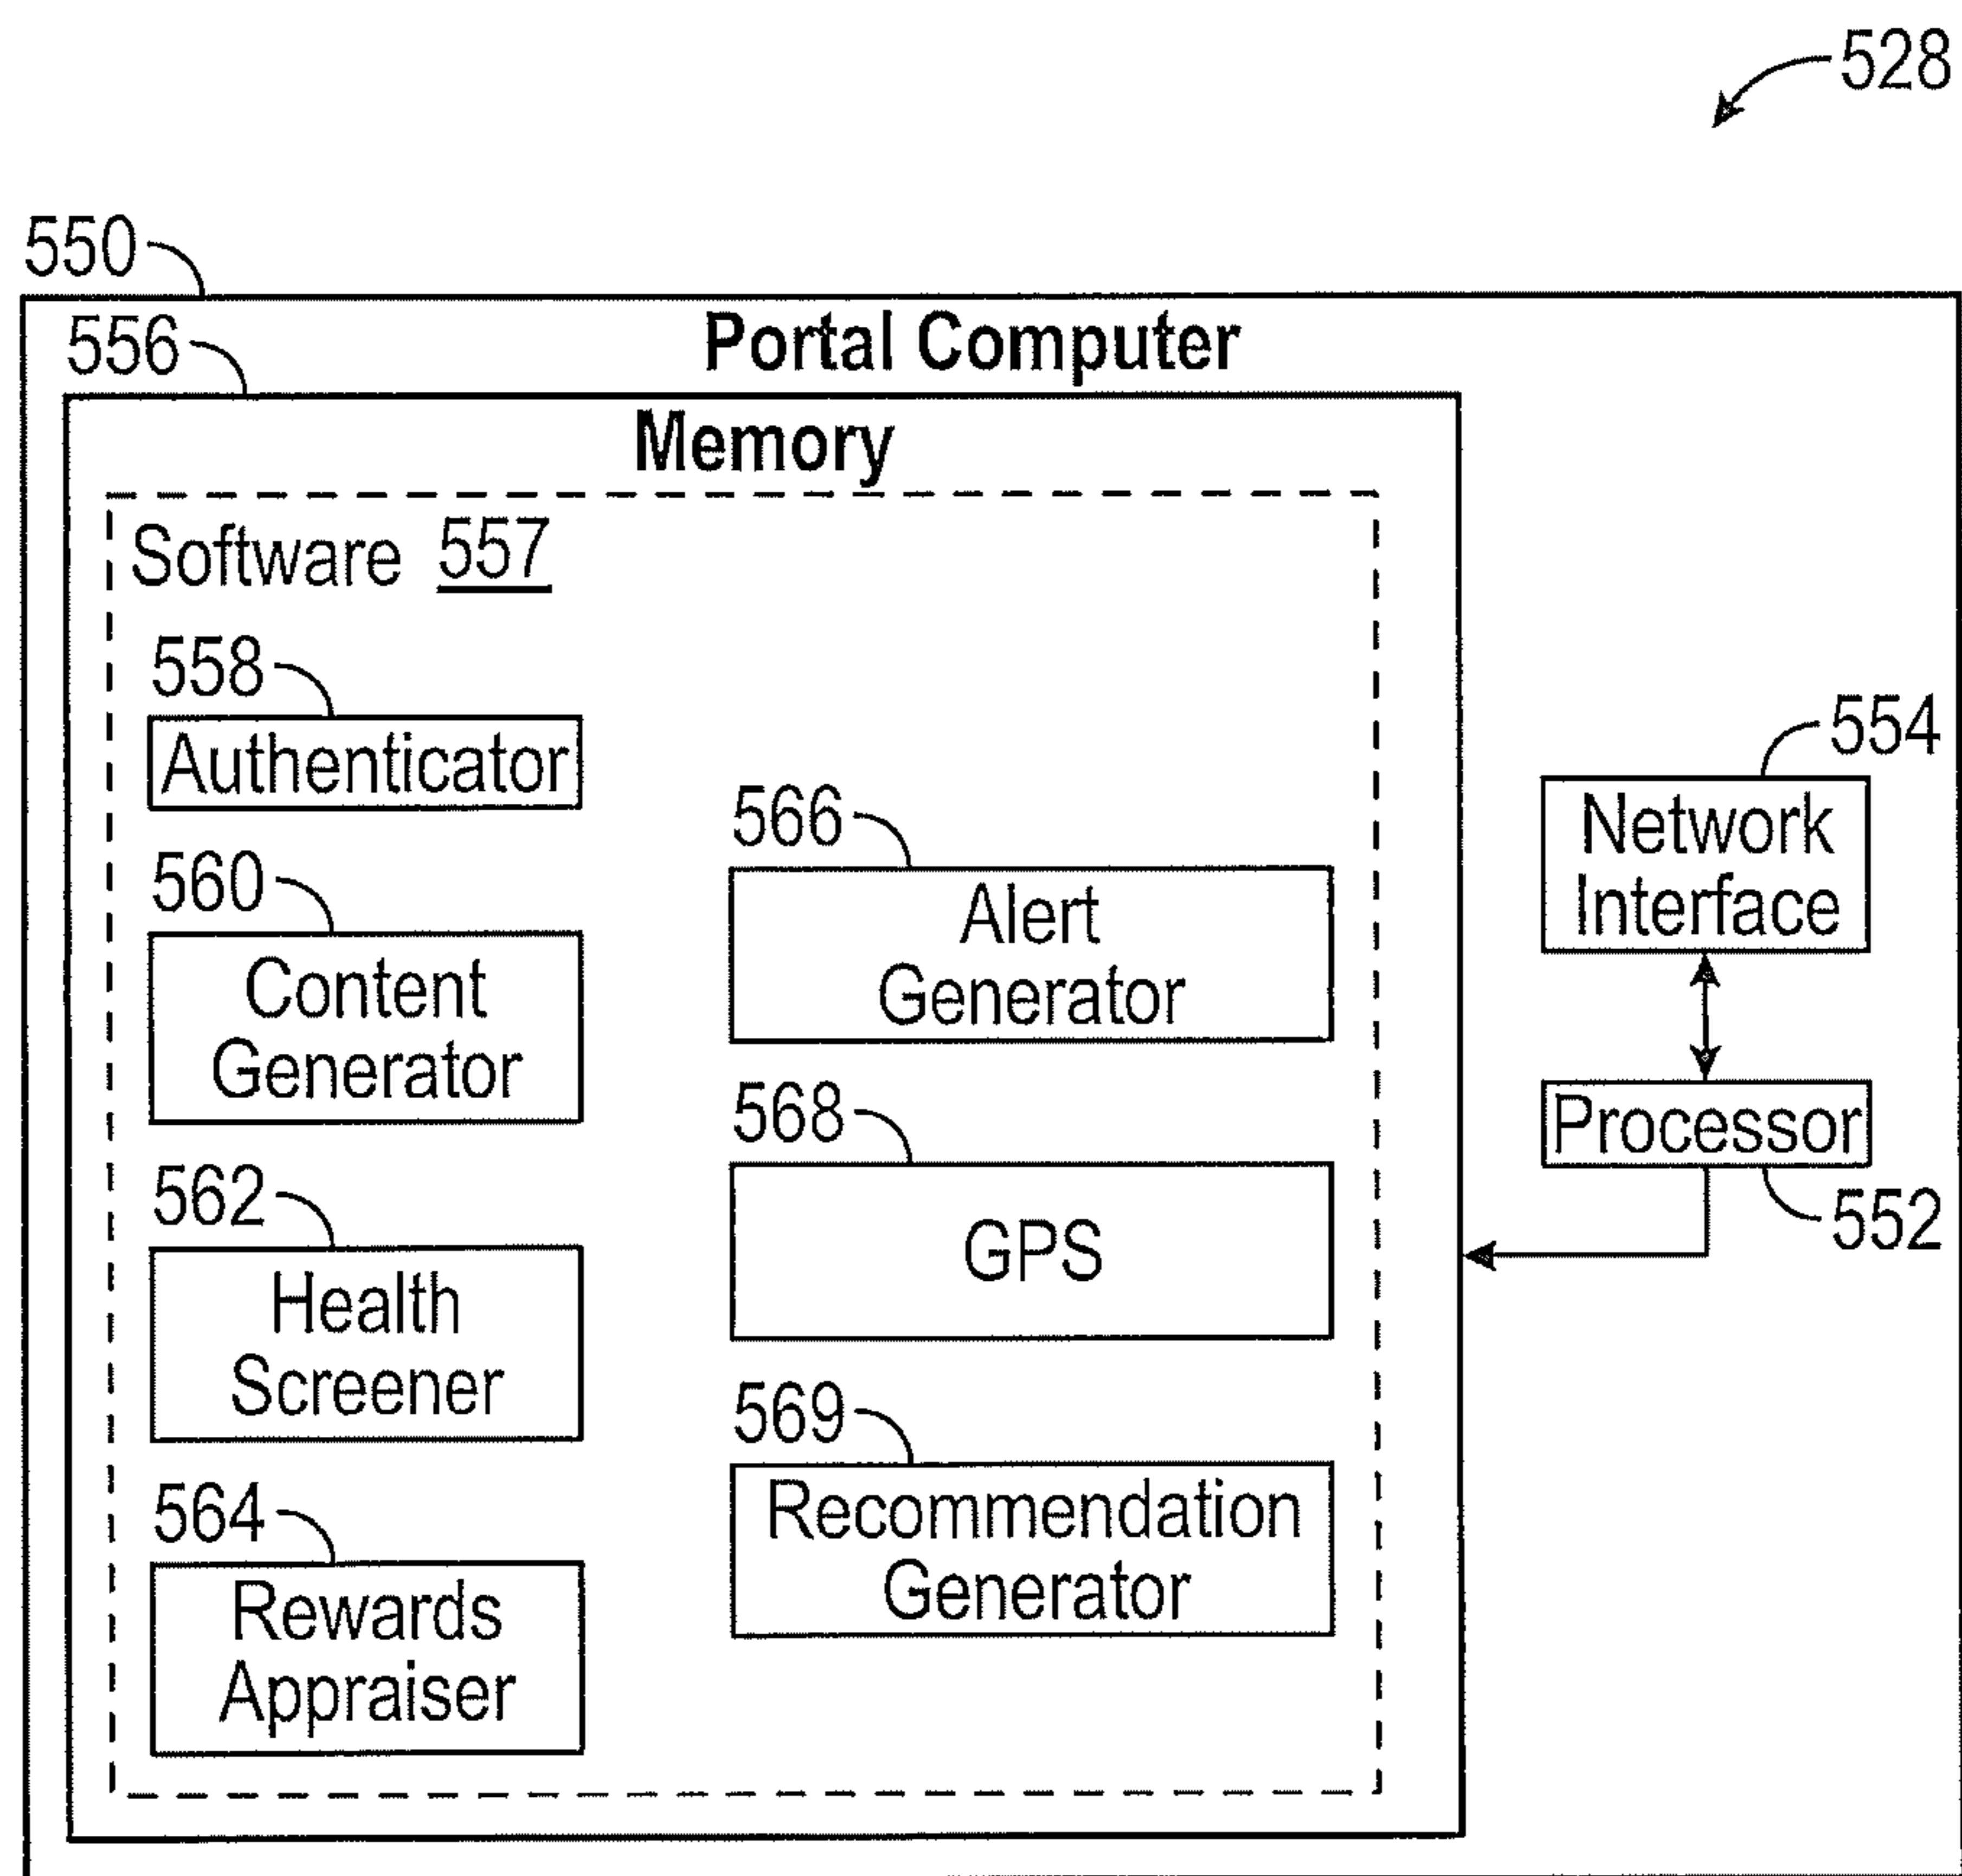 528
550
Portal Computer
556
Memory
Software 557
558
Authenticator
560
Content
Generator
562
Health
Screener
564
Rewards
Appraiser
566
Alert
Generator
568
GPS
569
Recommendation
Generator
554
Network
Interface
Processor
552